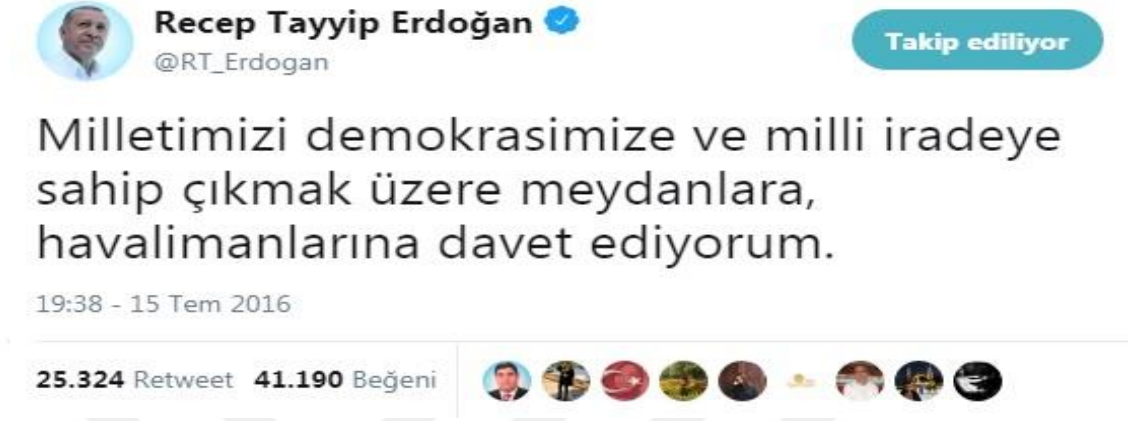 Recep Tayyip Erdoğan
@RT_Erdogan
Takip ediliyor
Milletimizi demokrasimize ve milli iradeye
sahip çıkmak üzere meydanlara,
havalimanlarına davet ediyorum.
19:38 - 15 Tem 2016
25.324 Retweet 41.190 Beğeni